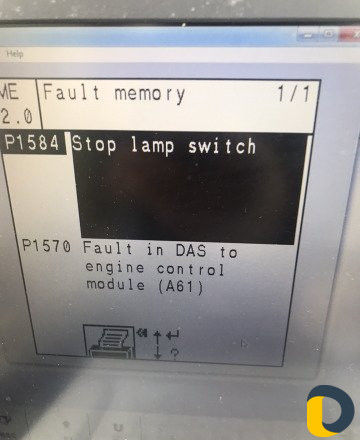 Help
ME Fault memory 1/1
2.0
P1584 Stop lamp switch
P1570 Fault in DAS to
engine control
module (A61)